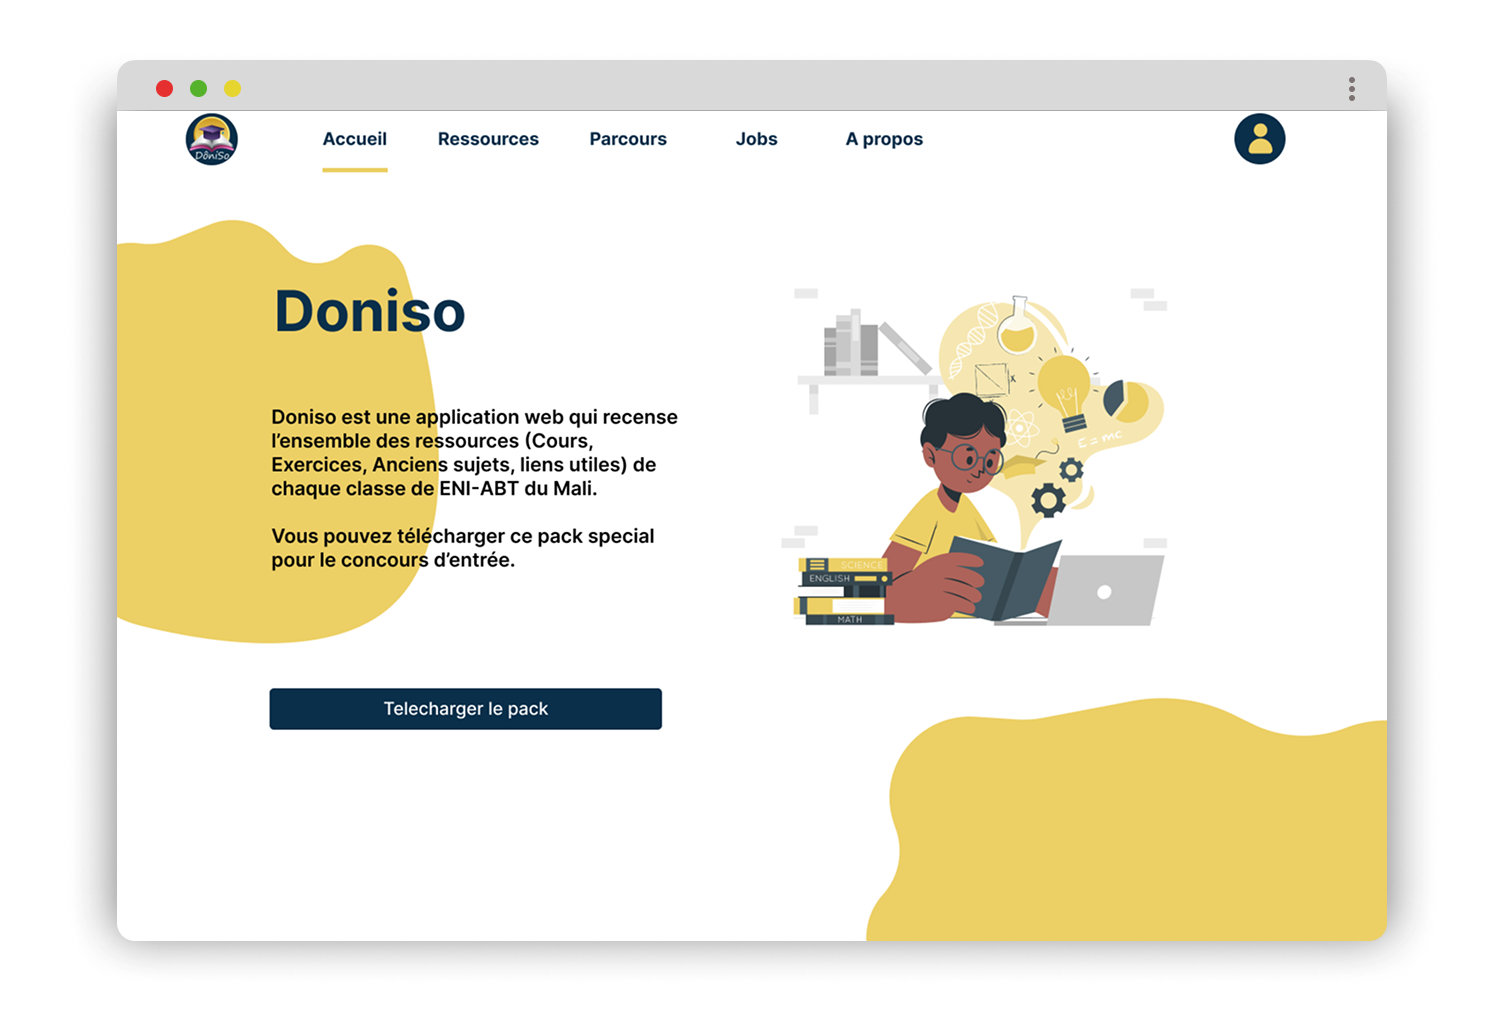 DôniSo
Accueil
Ressources
Parcours
Jobs
A propos
Doniso
Doniso est une application web qui recense
l’ensemble des ressources (Cours,
Exercices, Anciens sujets, liens utiles) de
chaque classe de ENI-ABT du Mali.
Vous pouvez télécharger ce pack special
pour le concours d’entrée.
Telecharger le pack
x
E = mc
SCIENCE
ENGLISH
MATH